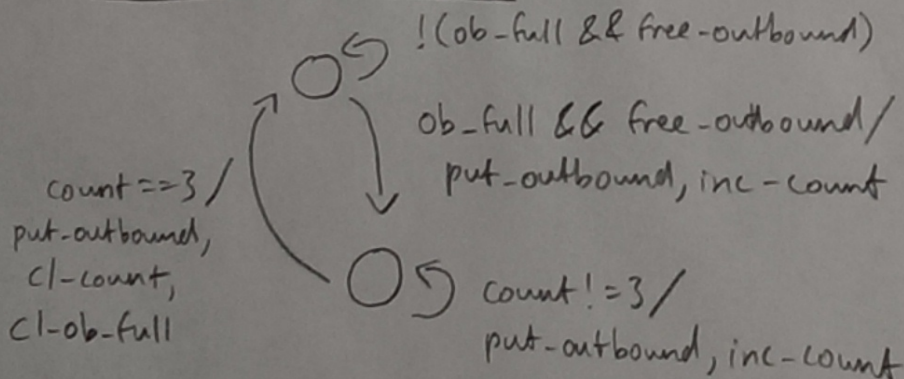 !(ob-full && free-outbound)
ob-full && free-outbound/
put-outbound, inc-count
count==3/
put-outbound,
cl-count,
cl-ob-full
count!=3/
put-outbound, inc-count